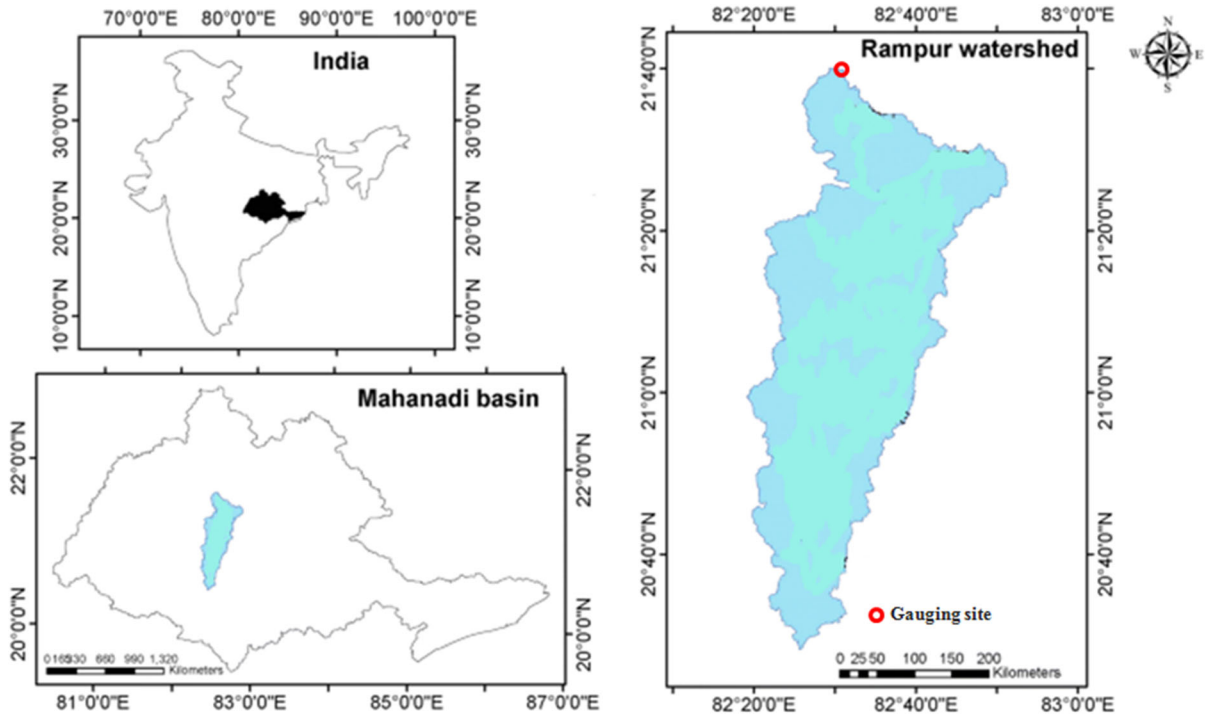 70°0'0"E 80°0'0"E 90°0'0"E 100°0'0"E
India
30°0'0"N
20°0'0"N
10°0'0"N
30°0'0"N
20°0'0"N
10°0'0"N
Mahanadi basin
22°0'0"N
20°0'0"N
22°0'0"N
20°0'0"N
660 990 1,320
Kilometers
81°0'0"E 83°0'0"E 85°0'0"E 87°0'0"E
82°20'0"E 82°40'0"E 83°0'0"E
Rampur watershed
N
W E
S
21°40'0"N
21°20'0"N
21°0'0"N
20°40'0"N
21°40'0"N
21°20'0"N
21°0'0"N
20°40'0"N
Gauging site
0 25 50 100 150 200
Kilometers
82°20'0"E 82°40'0"E 83°0'0"E